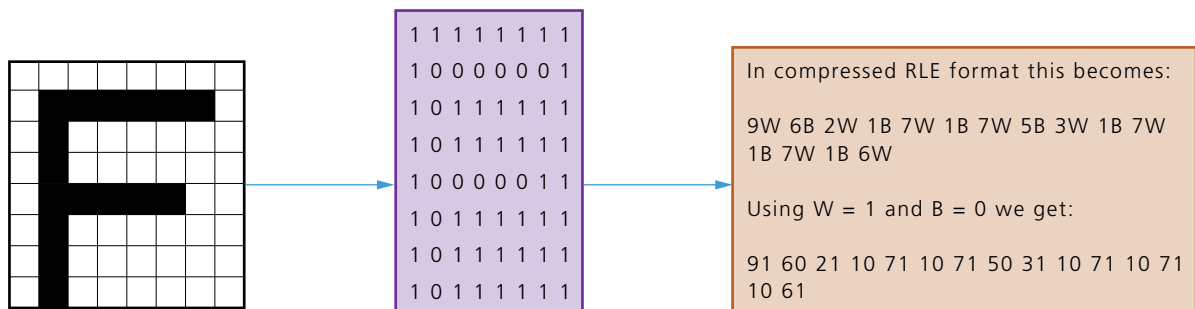 1 1 1 1 1 1 1 1
1 0 0 0 0 0 0 1
1 0 1 1 1 1 1 1
1 0 1 1 1 1 1 1
1 0 0 0 0 0 1 1
1 0 1 1 1 1 1 1
1 0 1 1 1 1 1 1
1 0 1 1 1 1 1 1
In compressed RLE format this becomes:
9W 6B 2W 1B 7W 1B 7W 5B 3W 1B 7W
1B 7W 1B 6W
Using W = 1 and B = 0 we get:
91 60 21 10 71 10 71 50 31 10 71 10 71
10 61